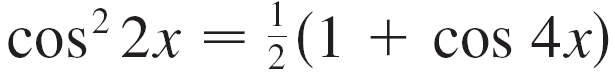 cos² 2x = ½(1 + cos 4x)